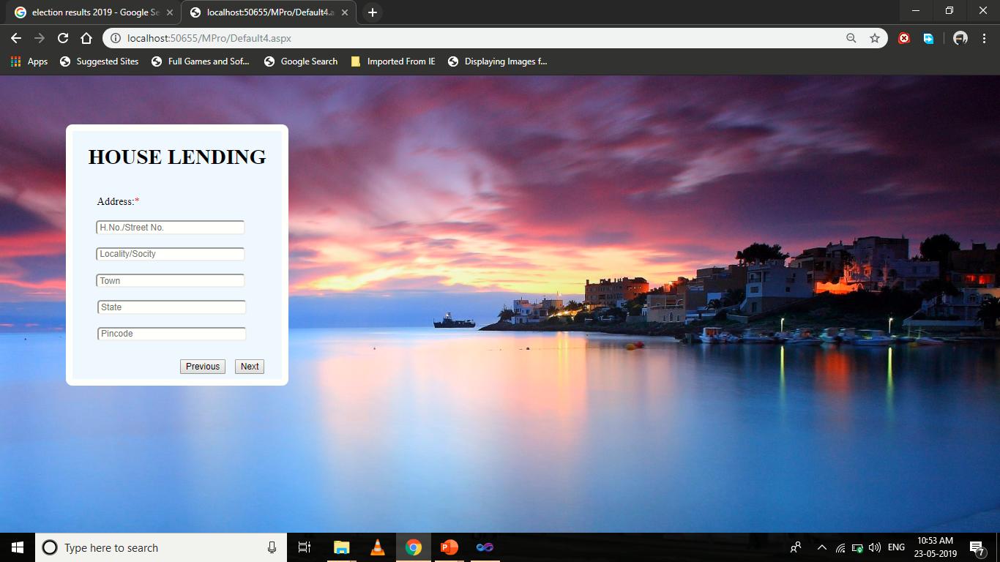 election results 2019 - Google Se
localhost:50655/MPro/Default4.a
localhost:50655/MPro/Default4.aspx
Apps Suggested Sites Full Games and Sof... Google Search Imported From IE Displaying Images f...
HOUSE LENDING
Address:*
H.No./Street No.
Locality/Socity
Town
State
Pincode
Previous Next
Type here to search
ENG
10:53 AM
23-05-2019
7